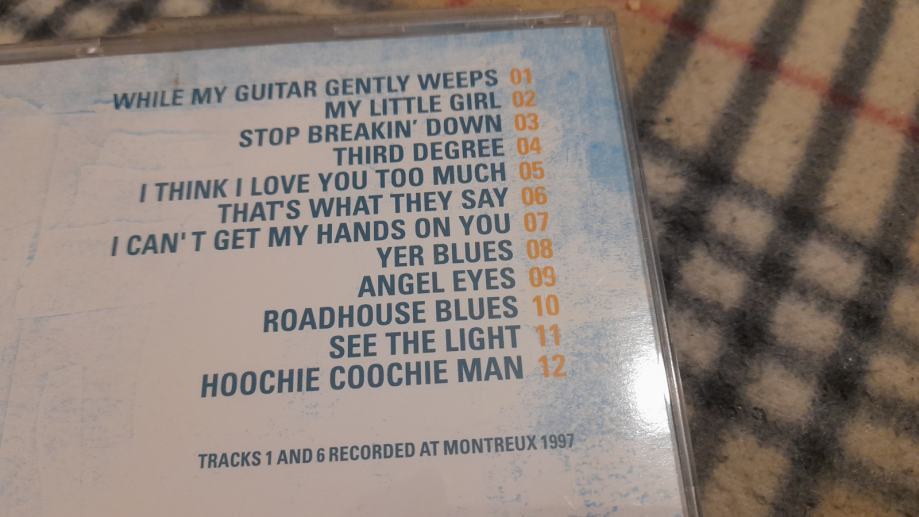 WHILE MY GUITAR GENTLY WEEPS 01
MY LITTLE GIRL 02
STOP BREAKIN' DOWN 03
THIRD DEGREE 04
I THINK I LOVE YOU TOO MUCH 05
THAT'S WHAT THEY SAY 06
I CAN'T GET MY HANDS ON YOU 07
YER BLUES 08
ANGEL EYES 09
ROADHOUSE BLUES 10
SEE THE LIGHT 11
HOOCHIE COOCHIE MAN 12
TRACKS 1 AND 6 RECORDED AT MONTREUX 1997